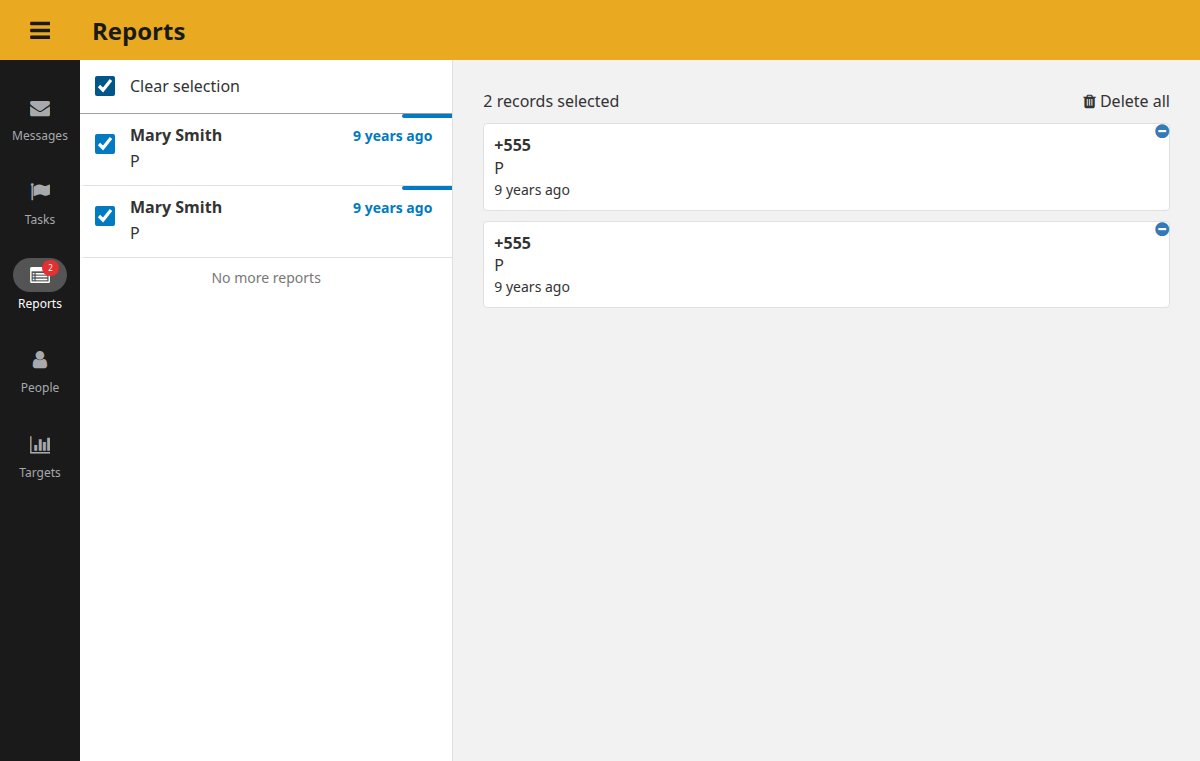 Reports
Messages
Tasks
2
Reports
People
Targets
Clear selection
Mary Smith
9 years ago
P
Mary Smith
9 years ago
P
No more reports
2 records selected
Delete all
+555
P
9 years ago
+555
P
9 years ago